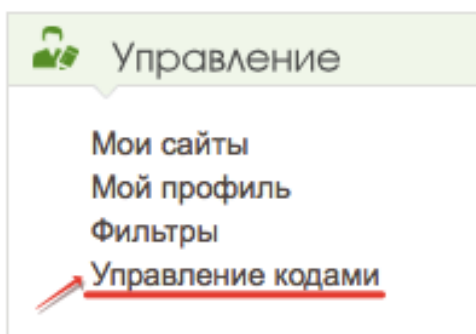 Управление
Мои сайты
Мой профиль
Фильтры
Управление кодами